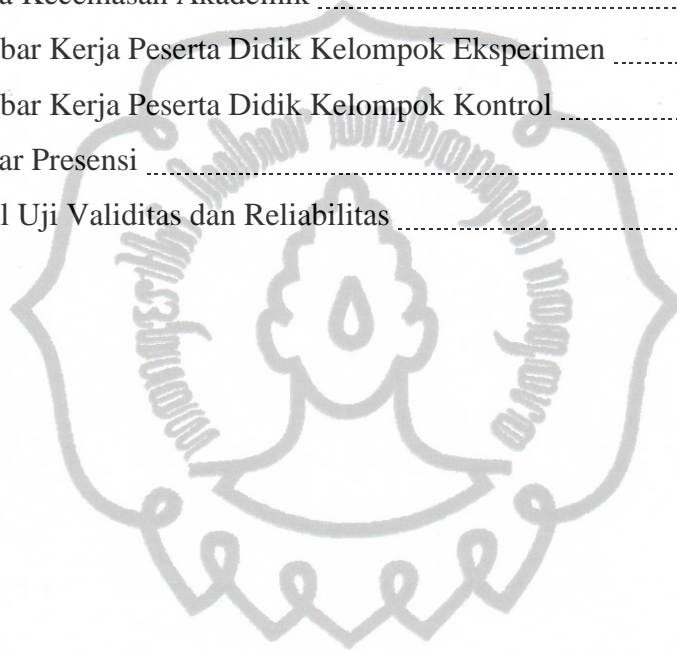 a Kecemasan Akademik
bar Kerja Peserta Didik Kelompok Eksperimen
bar Kerja Peserta Didik Kelompok Kontrol
ar Presensi
l Uji Validitas dan Reliabilitas